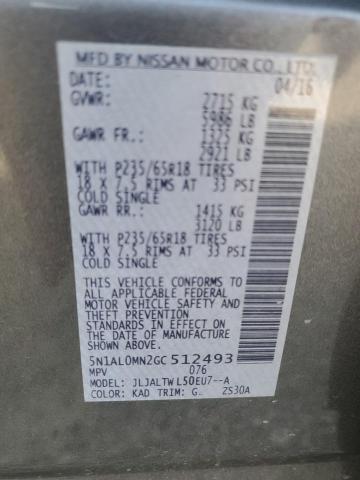 MFD BY NISSAN MOTOR CO., LTD.
DATE: 04/16
GVWR: 2715 KG
5986 LB
GAWR FR.: 1325 KG
2921 LB
WITH P235/65R18 TIRES
18 X 7.5 RIMS AT 33 PSI
COLD SINGLE
GAWR RR.: 1415 KG
3120 LB
WITH P235/65R18 TIRES
18 X 7.5 RIMS AT 33 PSI
COLD SINGLE
THIS VEHICLE CONFORMS TO
ALL APPLICABLE FEDERAL
MOTOR VEHICLE SAFETY AND
THEFT PREVENTION
STANDARDS IN EFFECT ON
THE DATE OF MANUFACTURE
SHOWN ABOVE.
5N1AL0MN2GC512493
MPV 076
MODEL: JLJALTWL50EU7--A
COLOR: KAD TRIM: G. 2S30A